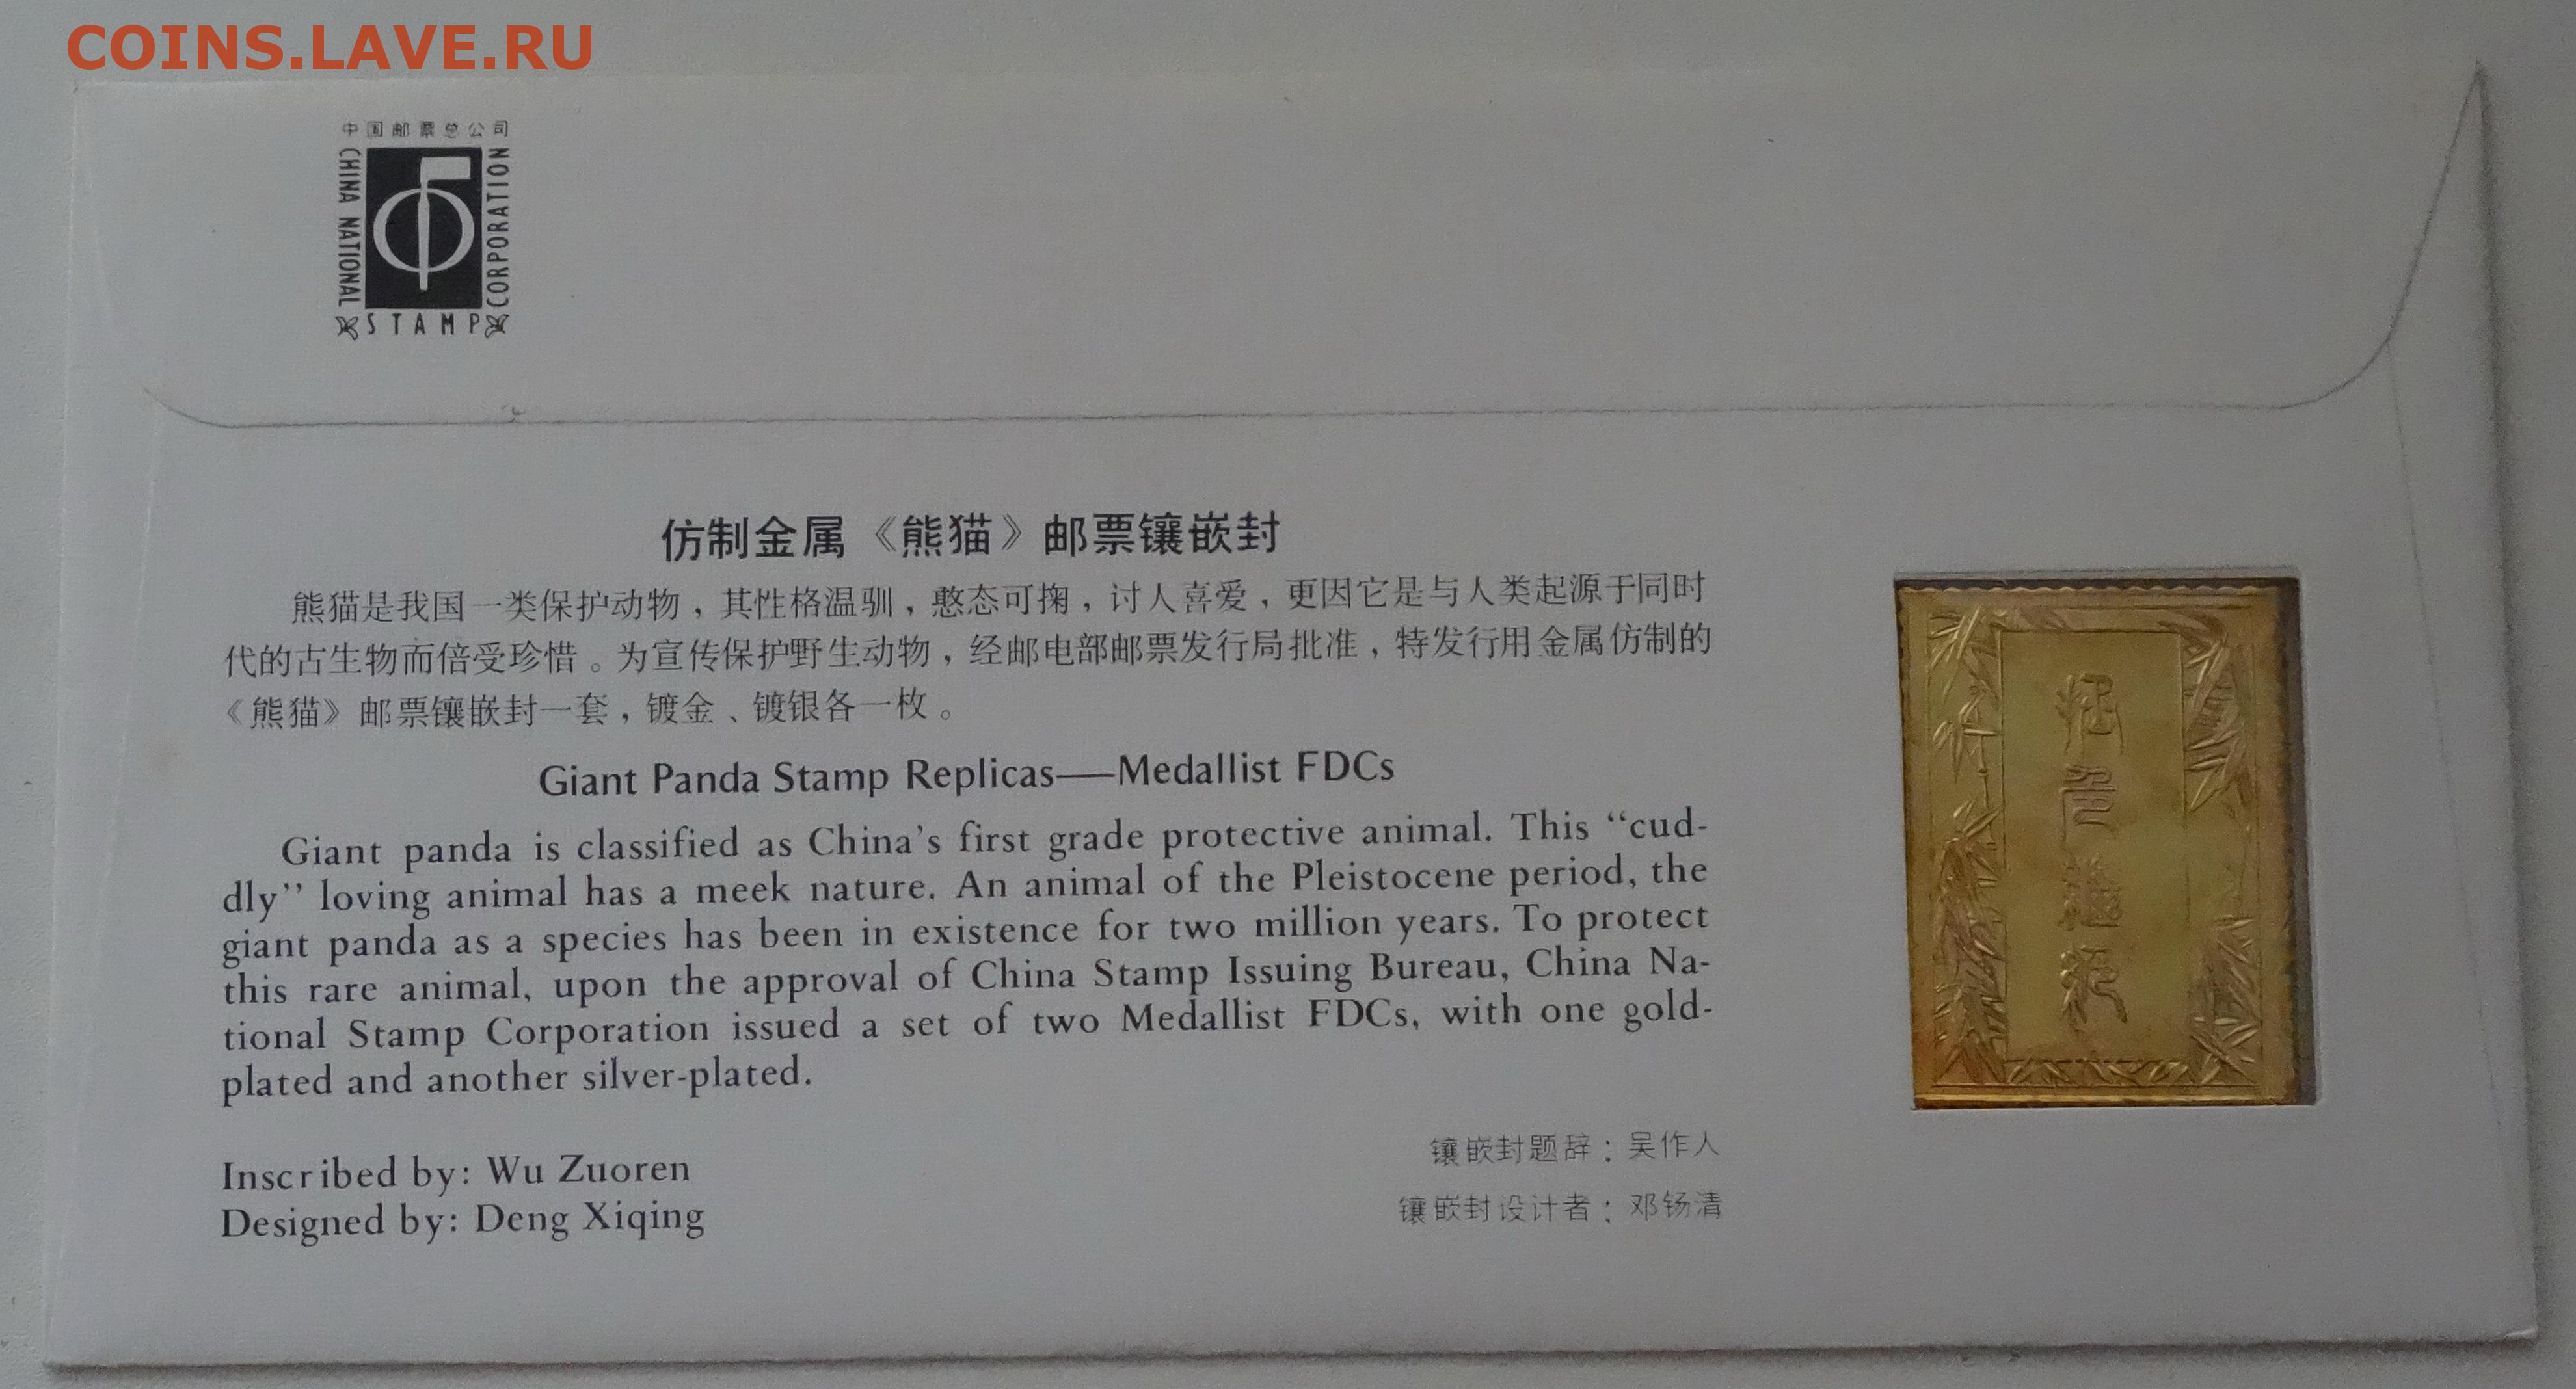 COINS.LAVE.RU
中国邮票总公司
CHINA NATIONAL
STAMP
CORPORATION
仿制金属《熊猫》邮票镶嵌封
熊猫是我国一类保护动物，其性格温驯，憨态可掬，讨人喜爱，更因它是与人类起源于同时
代的古生物而倍受珍惜。为宣传保护野生动物，经邮电部邮票发行局批准，特发行用金属仿制的
《熊猫》邮票镶嵌封一套，镀金、镀银各一枚。
Giant Panda Stamp Replicas——Medallist FDCs
Giant panda is classified as China's first grade protective animal. This “cud-
dly” loving animal has a meek nature. An animal of the Pleistocene period, the
giant panda as a species has been in existence for two million years. To protect
this rare animal, upon the approval of China Stamp Issuing Bureau, China Na-
tional Stamp Corporation issued a set of two Medallist FDCs, with one gold-
plated and another silver-plated.
Inscribed by: Wu Zuoren
Designed by: Deng Xiqing
镶嵌封题辞：吴作人
镶嵌封设计者：邓钖清